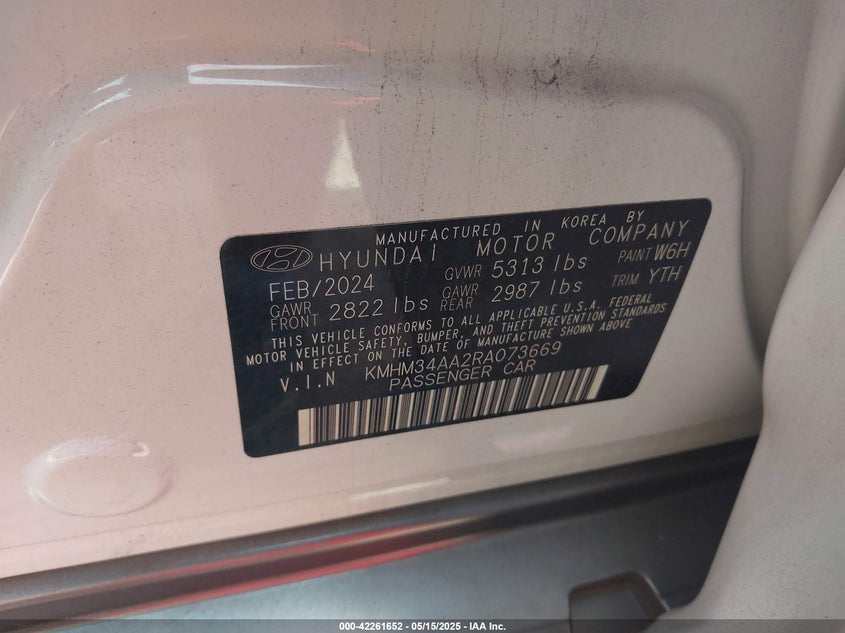 MANUFACTURED IN KOREA BY
HYUNDAI MOTOR COMPANY
FEB/2024 GVWR 5313 lbs PAINT W6H
GAWR FRONT 2822 lbs GAWR REAR 2987 lbs TRIM YTH
THIS VEHICLE CONFORMS TO ALL APPLICABLE U.S.A. FEDERAL
MOTOR VEHICLE SAFETY, BUMPER, AND THEFT PREVENTION STANDARDS
IN EFFECT ON THE DATE OF MANUFACTURE SHOWN ABOVE
V.I.N KMHM34AA2RA073669
PASSENGER CAR
000-42261652 - 05/15/2025 - IAA Inc.